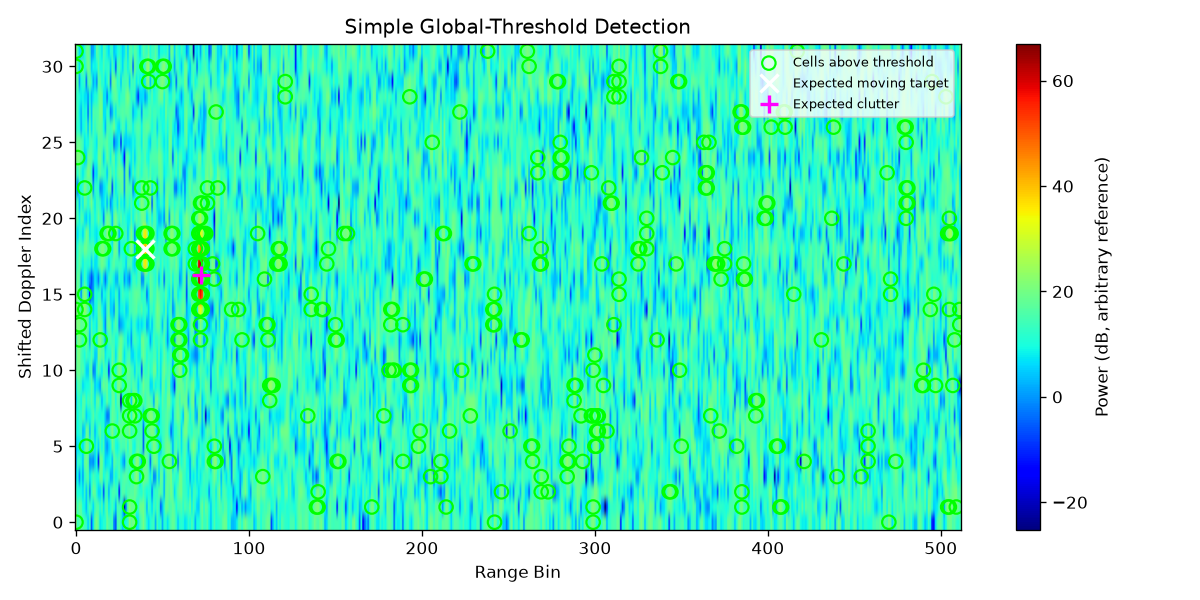 Simple Global-Threshold Detection
Cells above threshold
Expected moving target
Expected clutter
Shifted Doppler Index
30
25
20
15
10
5
0
0
100
200
300
400
500
Range Bin
60
40
20
0
−20
Power (dB, arbitrary reference)